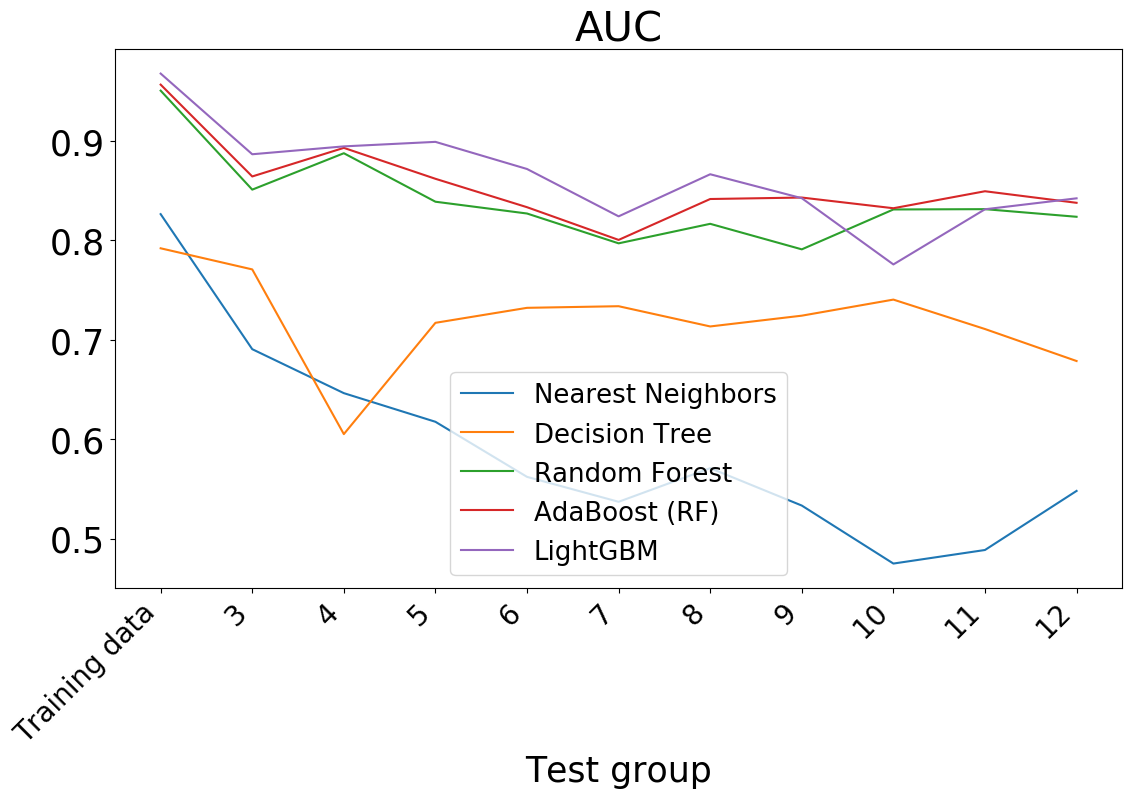 AUC
0.9
0.8
0.7
0.6
0.5
Nearest Neighbors
Decision Tree
Random Forest
AdaBoost (RF)
LightGBM
Training data
3
4
5
6
7
8
9
10
11
12
Test group